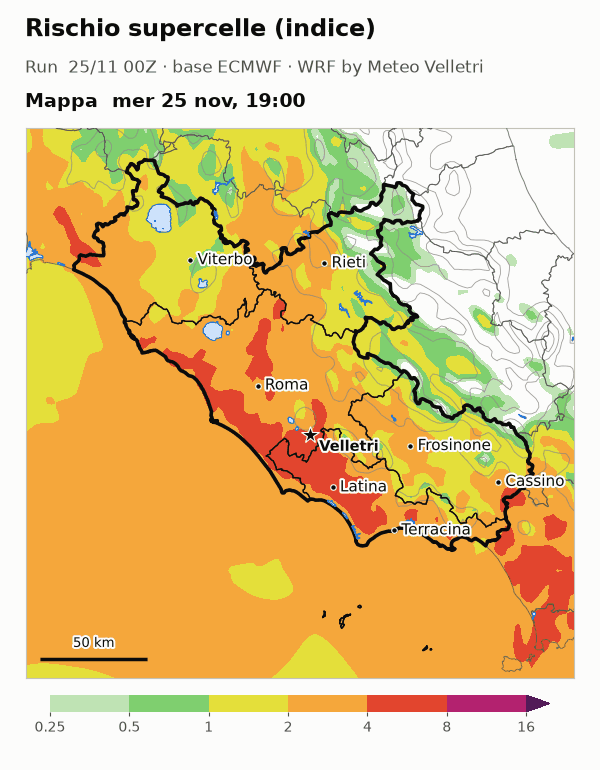 Rischio supercelle (indice)
Run  25/11 00Z · base ECMWF · WRF by Meteo Velletri
Mappa  mer 25 nov, 19:00
Viterbo
Rieti
Roma
Velletri
Frosinone
Latina
Cassino
Terracina
50 km
0.25 0.5 1 2 4 8 16